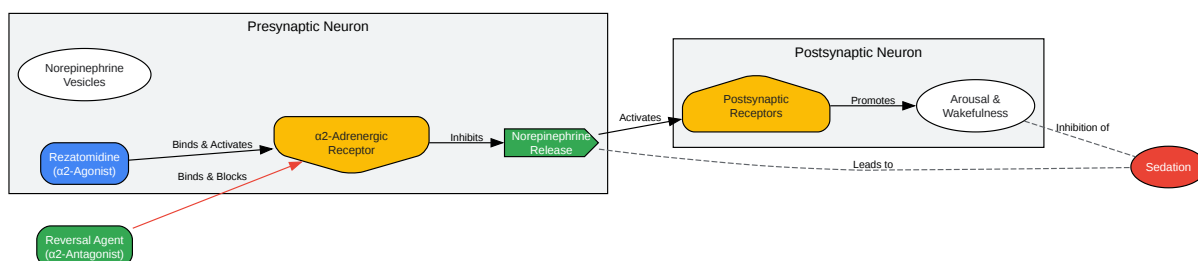 Presynaptic Neuron
Norepinephrine
Vesicles
Rezatomidine
(α2-Agonist)
Binds & Activates
α2-Adrenergic
Receptor
Inhibits
Norepinephrine
Release
Binds & Blocks
Reversal Agent
(α2-Antagonist)
Activates
Postsynaptic Neuron
Postsynaptic
Receptors
Promotes
Arousal &
Wakefulness
Inhibition of
Leads to
Sedation